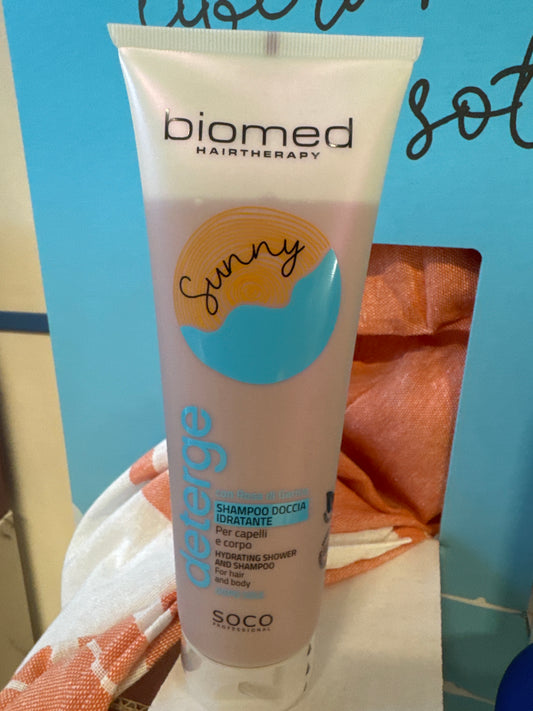 sot
biomed
HAIRTHERAPY
Sunny
deterge
SHAMPOO DOCCIA
IDRATANTE
Per capelli
e corpo
HYDRATING SHOWER
AND SHAMPOO
For hair
and body
SOCO
PROFESSIONAL